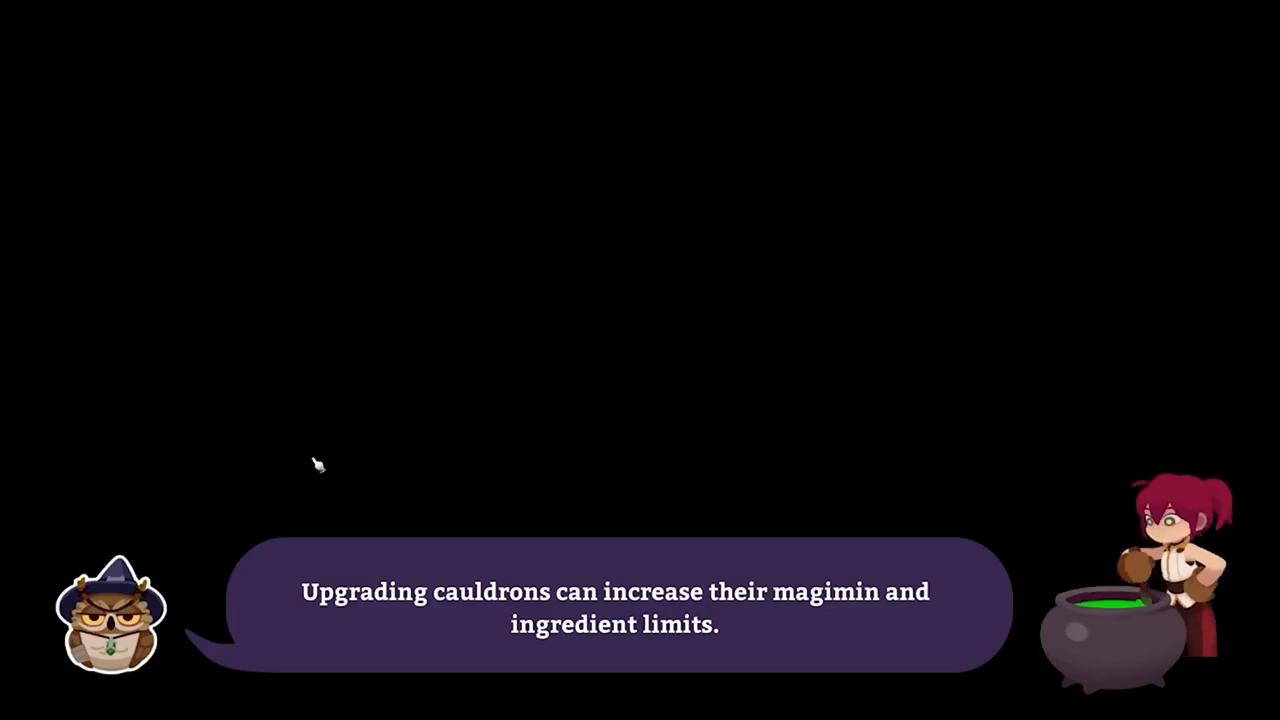 Upgrading cauldrons can increase their magimin and
ingredient limits.